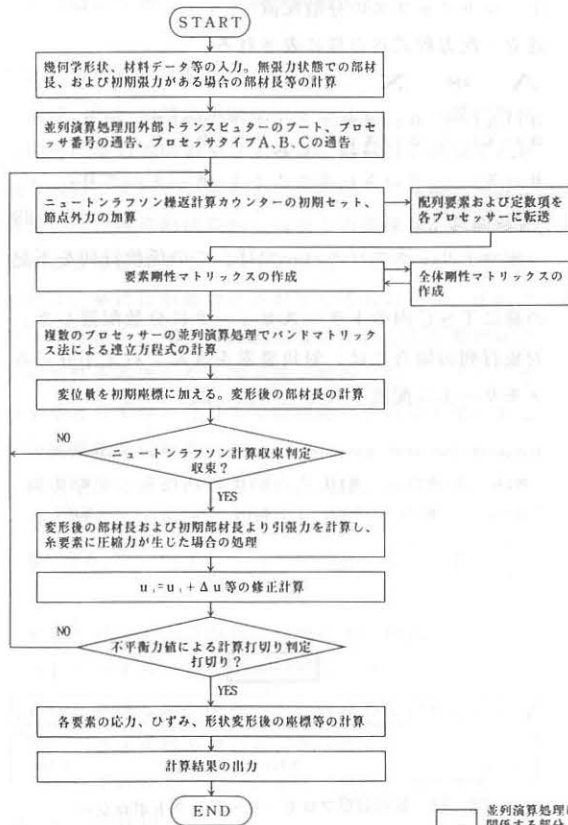 START
幾何学形状、材料データ等の入力。無張力状態での部材
長、および初期張力がある場合の部材長等の計算
並列演算処理用外部トランスピュターのブート、プロセ
ッサ番号の通告、プロセッサタイプA、B、Cの通告
ニュートンラフソン繰返計算カウンターの初期セット、
節点外力の加算
配列要素および定数項を
各プロセッサーに転送
要素剛性マトリックスの作成
全体剛性マトリックスの
作成
複数のプロセッサーの並列演算処理でバンドマトリック
ス法による連立方程式の計算
変位量を初期座標に加える。変形後の部材長の計算
NO
ニュートンラフソン計算収束判定
収束?
YES
変形後の部材長および初期部材長より引張力を計算し、
糸要素に圧縮力が生じた場合の処理
u = u + Δu 等の修正計算
NO
不平衡力値による計算打切り判定
打切り?
YES
各要素の応力、ひずみ、形状変形後の座標等の計算
計算結果の出力
END
並列演算処理に
関係する部分